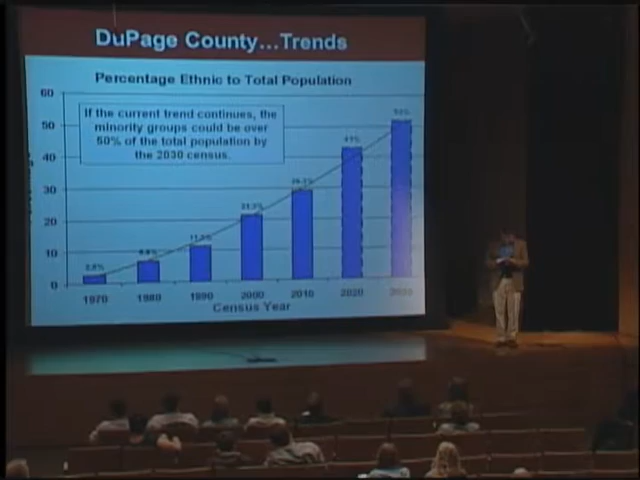 DuPage County...Trends
Percentage Ethnic to Total Population
If the current trend continues, the
minority groups could be over
50% of the total population by
the 2030 census.
60
50
40
30
20
10
0
1970 1980 1990 2000 2010 2020
Census Year